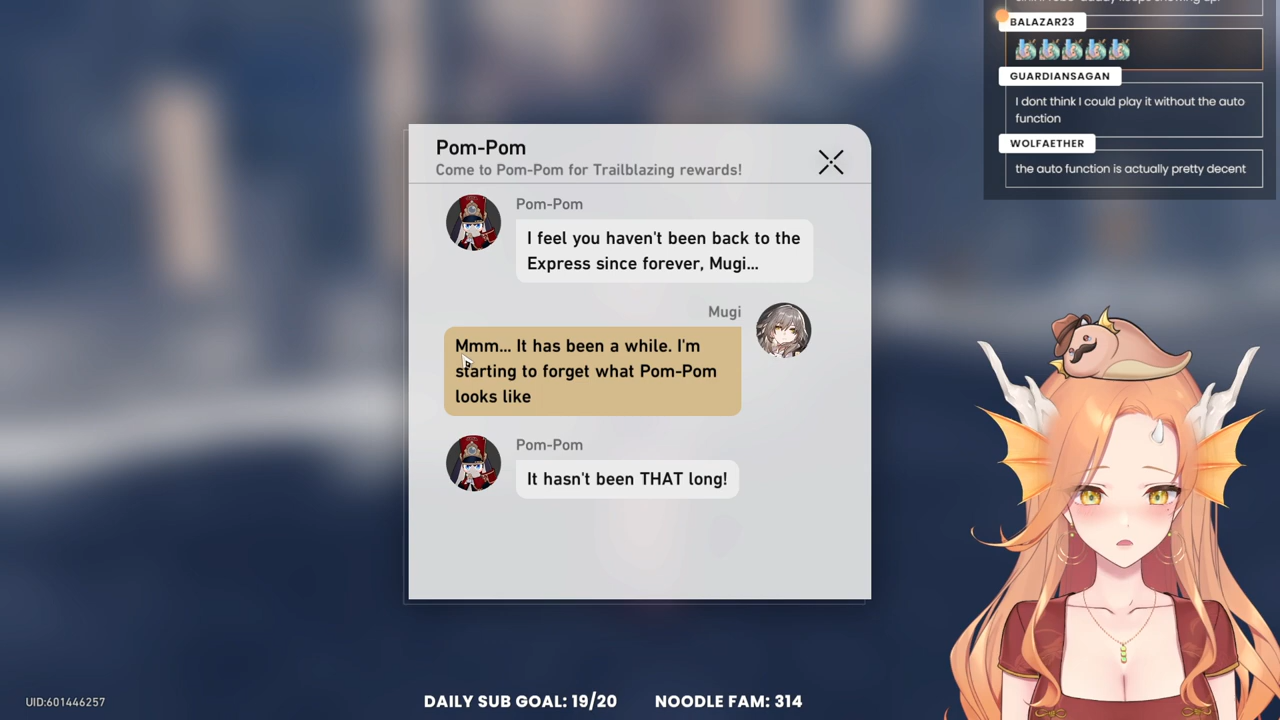 BALAZAR23
GUARDIANSAGAN
I dont think I could play it without the auto
function
WOLFAETHER
the auto function is actually pretty decent
Pom-Pom
Come to Pom-Pom for Trailblazing rewards!
Pom-Pom
I feel you haven't been back to the
Express since forever, Mugi...
Mugi
Mmm... It has been a while. I'm
starting to forget what Pom-Pom
looks like
Pom-Pom
It hasn't been THAT long!
UID:601446257
DAILY SUB GOAL: 19/20
NOODLE FAM: 314